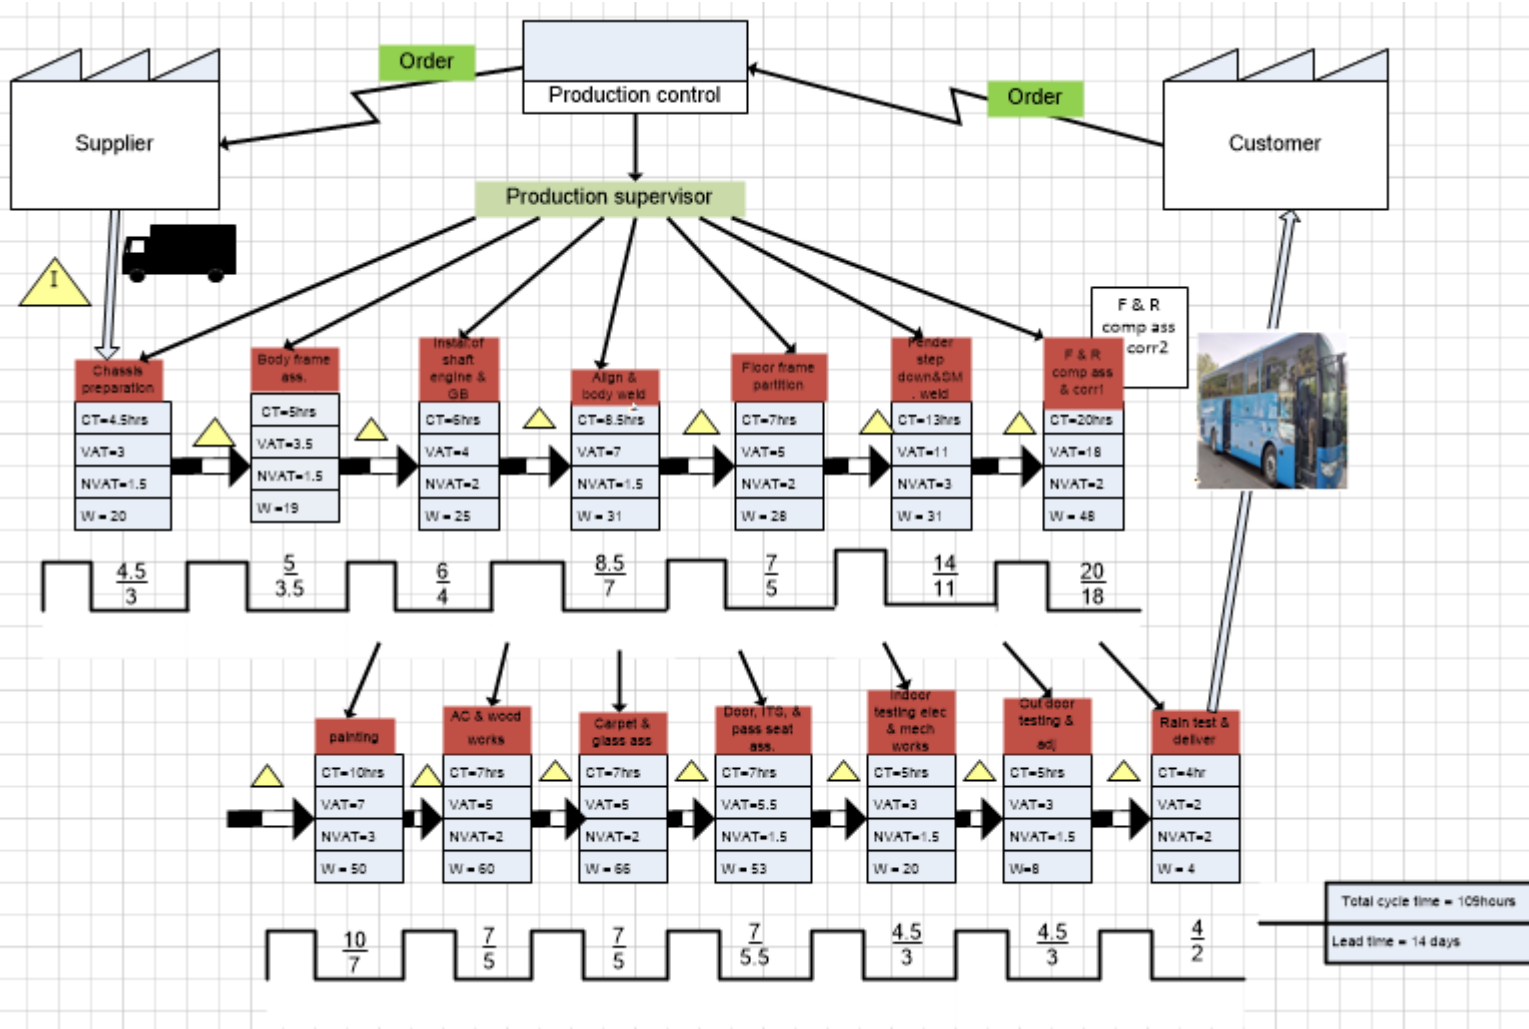 Order
Production control
Order
Supplier
Customer
Production supervisor
I
F & R
comp ass
corr2
Chassis
preparation
CT=4.5hrs
VAT=3
NVAT=1.5
W = 20
Body frame
ass.
CT=5hrs
VAT=3.5
NVAT=1.5
W =19
Instal.of
shaft
engine &
GB
CT=6hrs
VAT=4
NVAT=2
W = 25
Align &
body weld
CT=8.5hrs
VAT=7
NVAT=1.5
W = 31
Floor frame
partition
CT=7hrs
VAT=5
NVAT=2
W = 28
Fender
step
down&SM
. weld
CT=13hrs
VAT=11
NVAT=3
W = 31
F & R
comp ass
& corr1
CT=20hrs
VAT=18
NVAT=2
W = 48
4.5
3
5
3.5
6
4
8.5
7
7
5
14
11
20
18
painting
CT=10hrs
VAT=7
NVAT=3
W = 50
AC & wood
works
CT=7hrs
VAT=5
NVAT=2
W = 60
Carpet &
glass ass
CT=7hrs
VAT=5
NVAT=2
W = 66
Door, ITS, &
pass seat
ass.
CT=7hrs
VAT=5.5
NVAT=1.5
W = 53
Indoor
testing elec
& mech
works
CT=5hrs
VAT=3
NVAT=1.5
W = 20
Out door
testing &
adj
CT=5hrs
VAT=3
NVAT=1.5
W=8
Rain test &
deliver
CT=4hr
VAT=2
NVAT=2
W = 4
10
7
7
5
7
5
7
5.5
4.5
3
4.5
3
4
2
Total cycle time = 109hours
Lead time = 14 days